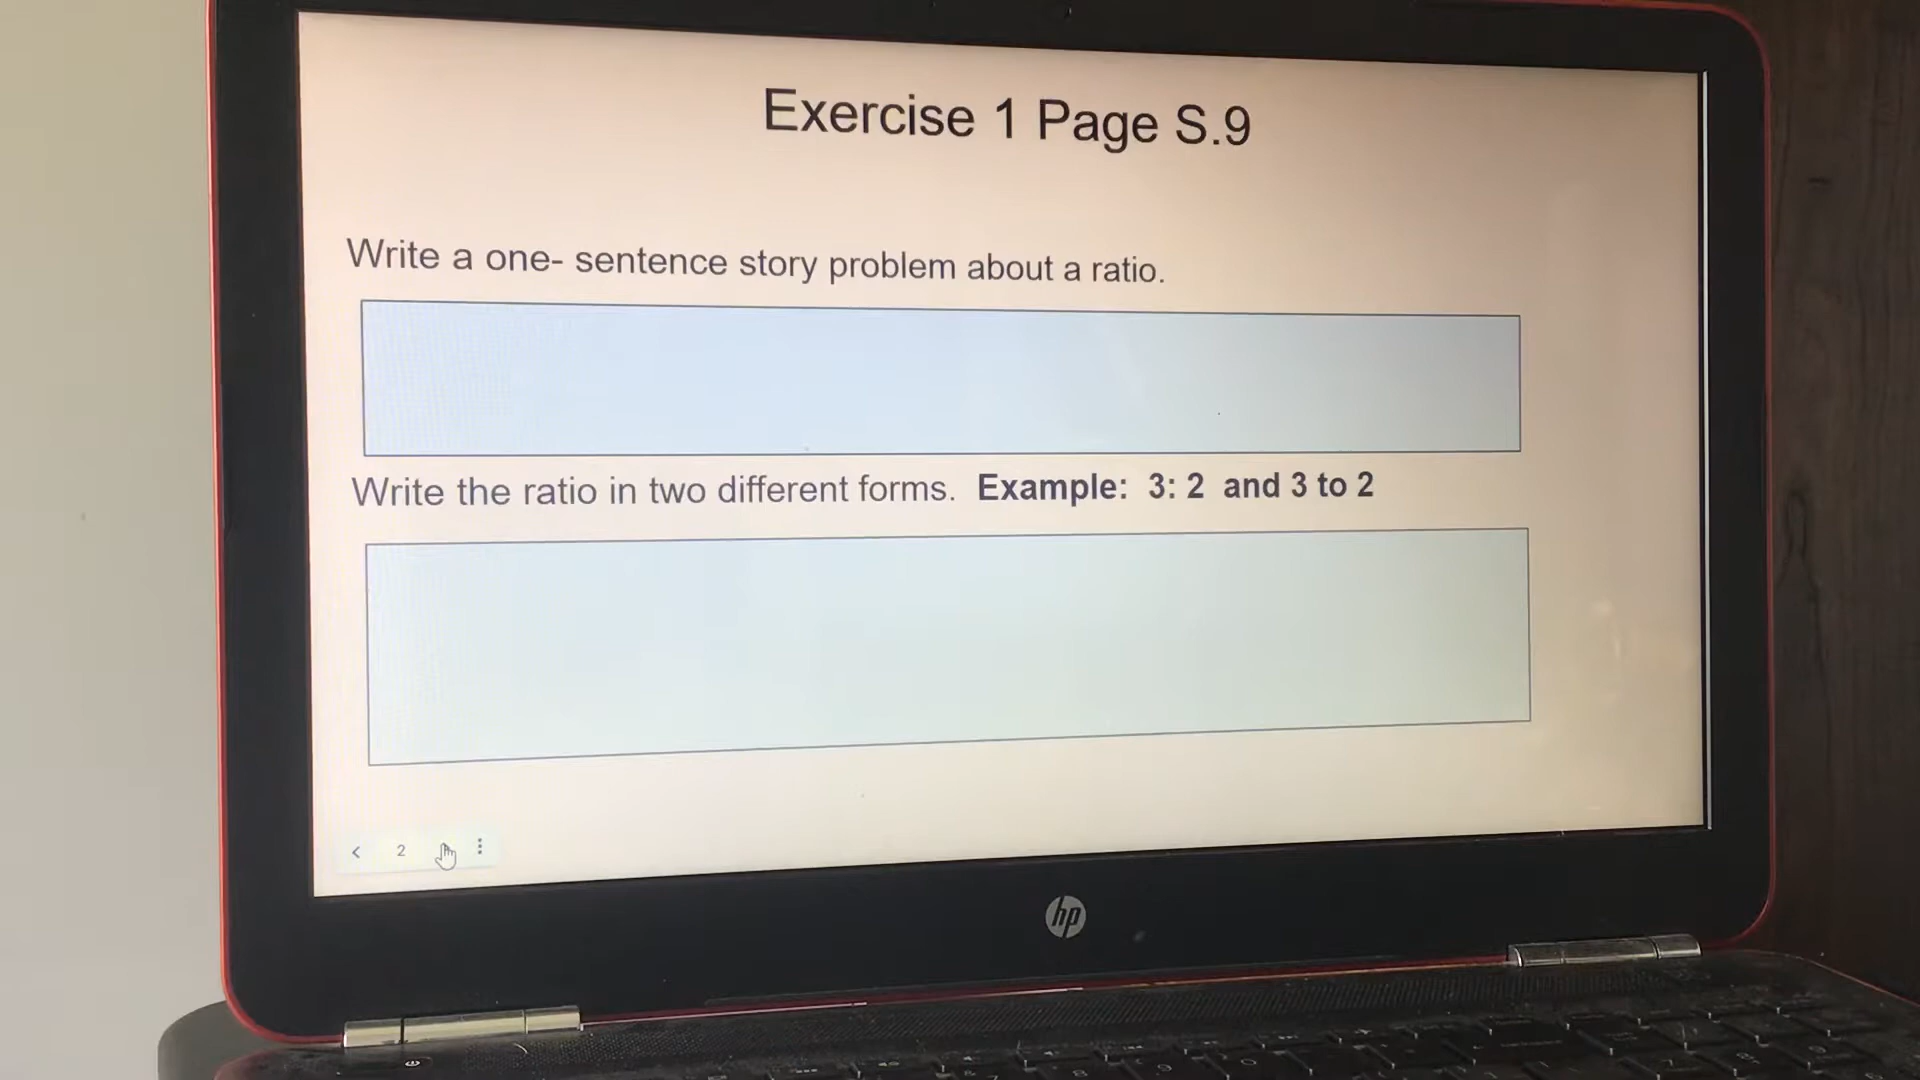 Exercise 1 Page S.9
Write a one- sentence story problem about a ratio.
Write the ratio in two different forms. Example: 3: 2 and 3 to 2
< 2
hp